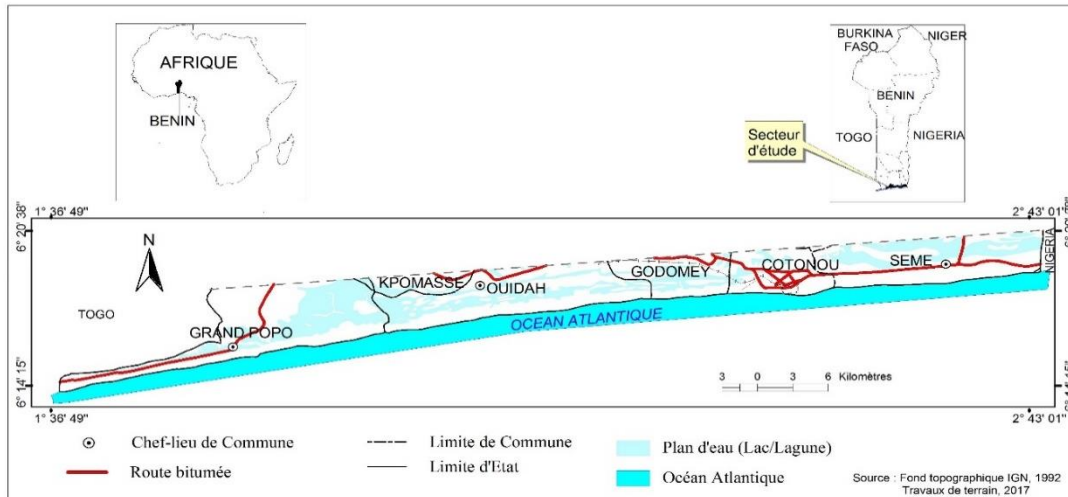 AFRIQUE
BENIN
BURKINA
FASO
NIGER
BENIN
TOGO
NIGERIA
Secteur
d'étude
1° 36' 49"
2° 43' 01"
6° 20' 38"
N
TOGO
GRAND POPO
KPOMASSE
OUIDAH
GODOMEY
COTONOU
SEME
NIGERIA
OCEAN ATLANTIQUE
3 0 3 6 Kilomètres
6° 14' 15"
1° 36' 49"
2° 43' 01"
Chef-lieu de Commune
Route bitumée
Limite de Commune
Limite d'Etat
Plan d'eau (Lac/Lagune)
Océan Atlantique
Source : Fond topographique IGN, 1992
Travaux de terrain, 2017